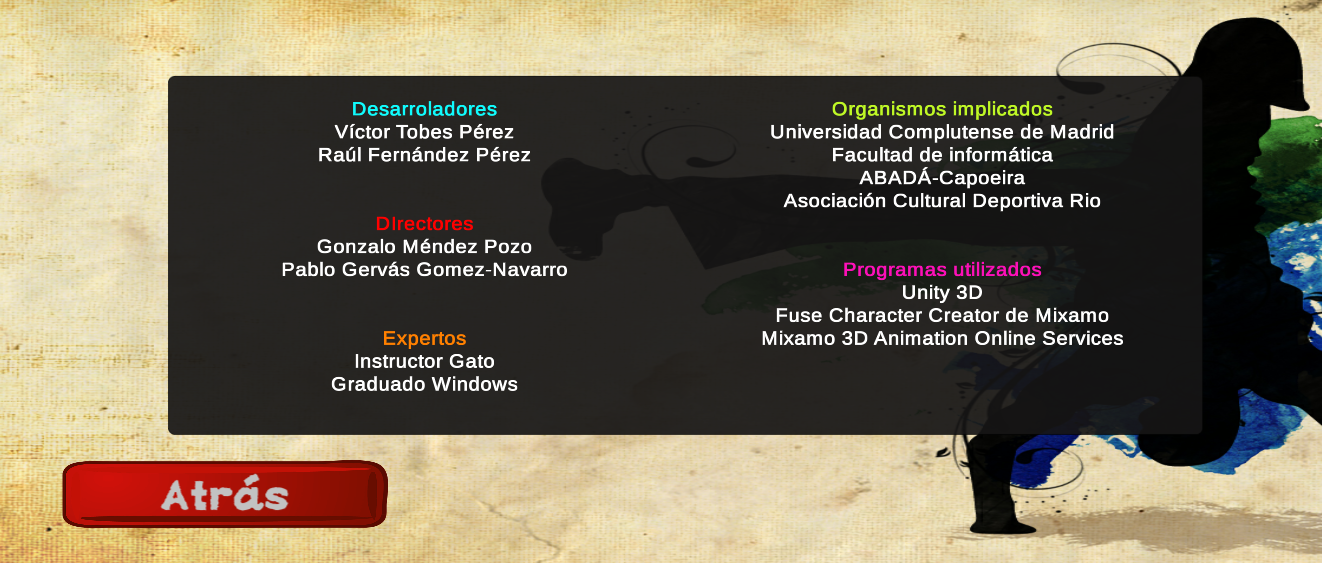 Desarroladores
Víctor Tobes Pérez
Raúl Fernández Pérez
DIrectores
Gonzalo Méndez Pozo
Pablo Gervás Gomez-Navarro
Expertos
Instructor Gato
Graduado Windows
Organismos implicados
Universidad Complutense de Madrid
Facultad de informática
ABADÁ-Capoeira
Asociación Cultural Deportiva Rio
Programas utilizados
Unity 3D
Fuse Character Creator de Mixamo
Mixamo 3D Animation Online Services
Atrás